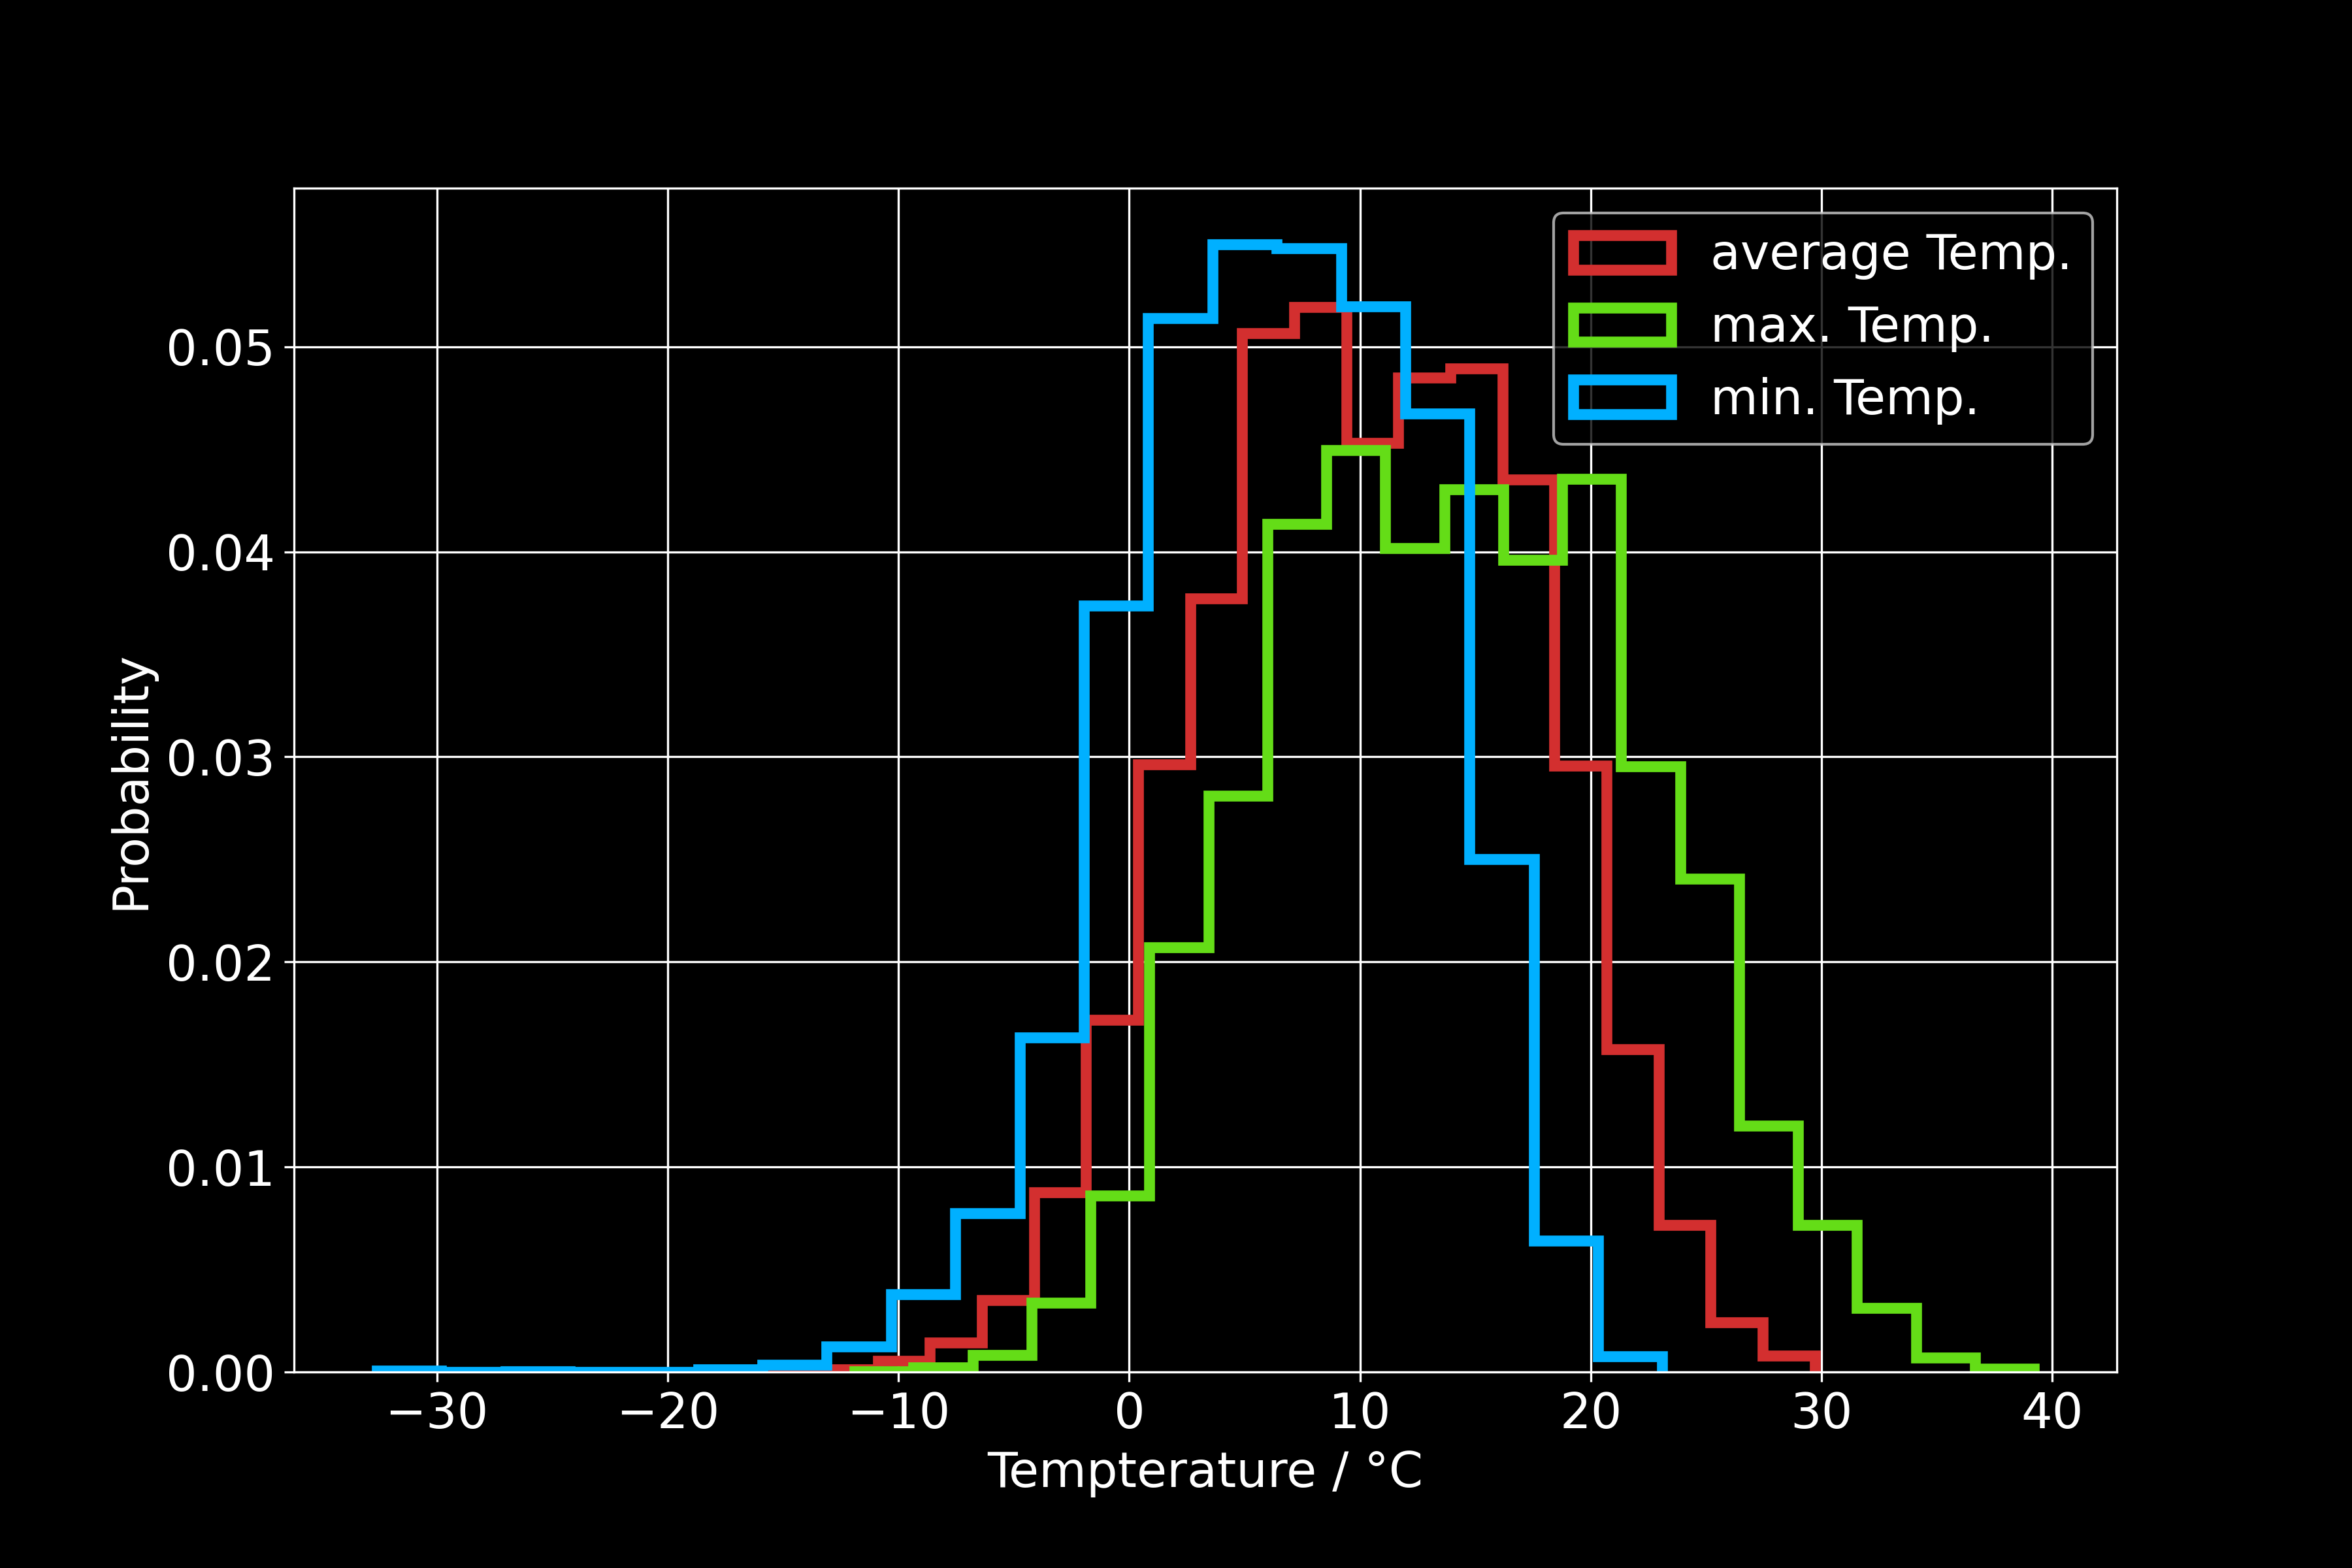 average Temp.
max. Temp.
min. Temp.
0.05
0.04
0.03
0.02
0.01
0.00
Probability
−30 −20 −10 0 10 20 30 40
Tempterature / °C